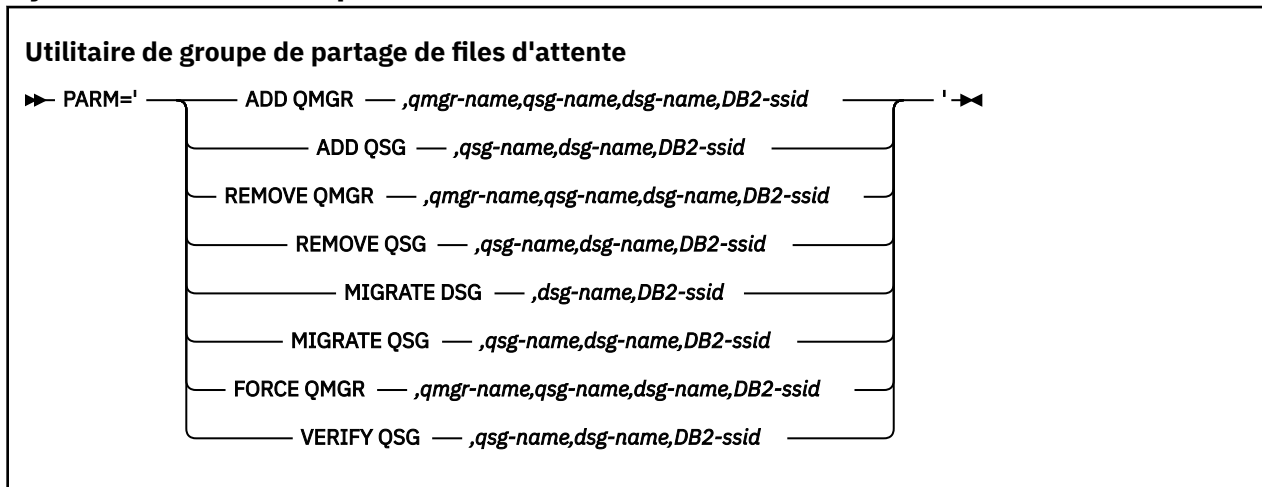 Utilitaire de groupe de partage de files d'attente
PARM=' ADD QMGR ,qmgr-name,qsg-name,dsg-name,DB2-ssid '
ADD QSG ,qsg-name,dsg-name,DB2-ssid
REMOVE QMGR ,qmgr-name,qsg-name,dsg-name,DB2-ssid
REMOVE QSG ,qsg-name,dsg-name,DB2-ssid
MIGRATE DSG ,dsg-name,DB2-ssid
MIGRATE QSG ,qsg-name,dsg-name,DB2-ssid
FORCE QMGR ,qmgr-name,qsg-name,dsg-name,DB2-ssid
VERIFY QSG ,qsg-name,dsg-name,DB2-ssid